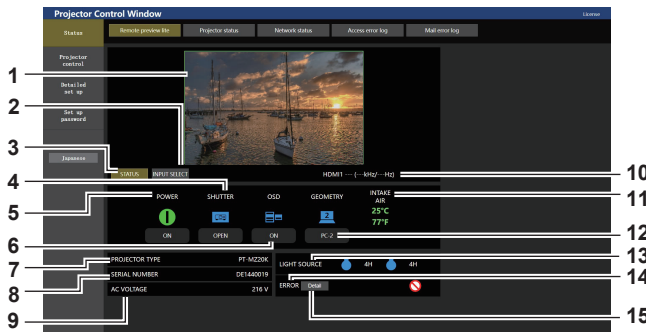 Projector Control Window
License
Status
Remote preview lite
Projector status
Network status
Access error log
Mail error log
Projector control
Detailed set up
Set up password
Japanese
STATUS
INPUT SELECT
HDMI1 --- (---kHz/---Hz)
POWER
SHUTTER
OSD
GEOMETRY
INTAKE AIR
25°C
77°F
2
ON
OPEN
ON
PC-2
PROJECTOR TYPE
PT-MZ20K
SERIAL NUMBER
DE1440019
AC VOLTAGE
216 V
LIGHT SOURCE
4H
4H
ERROR
Detail
1
2
3
4
5
6
7
8
9
10
11
12
13
14
15